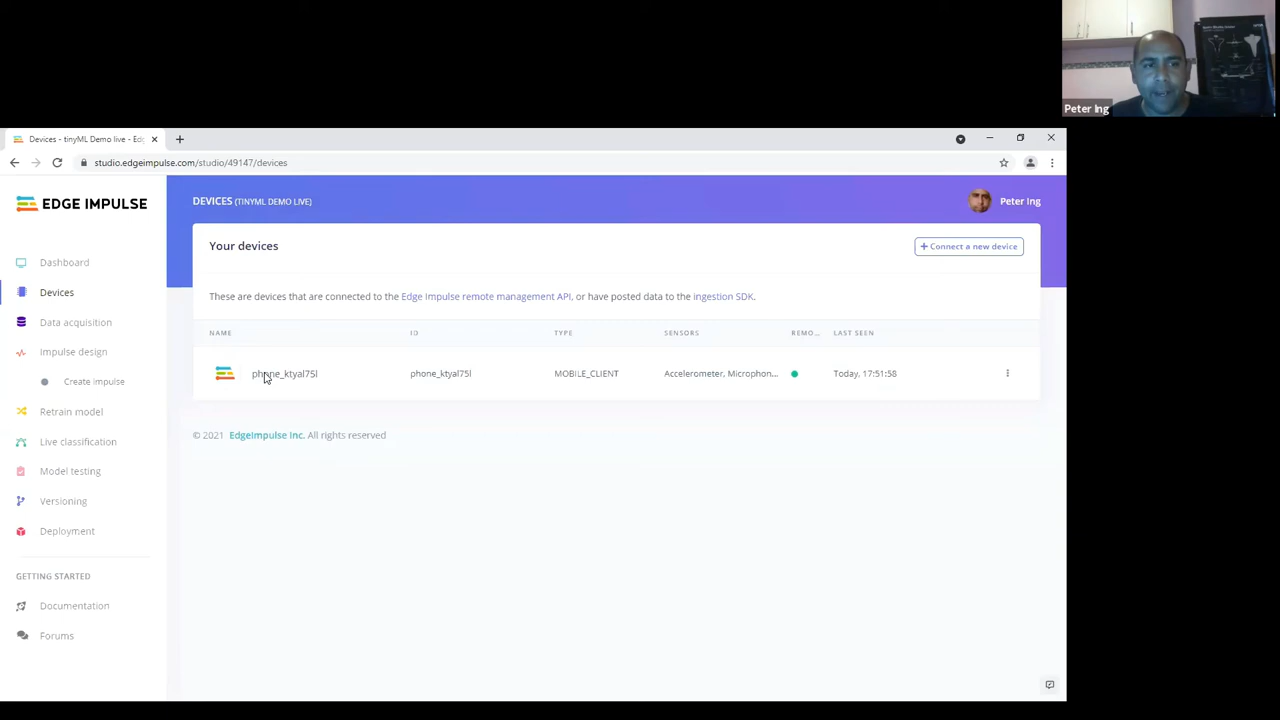 Peter Ing
Devices - tinyML Demo live - Edg
studio.edgeimpulse.com/studio/49147/devices
EDGE IMPULSE
DEVICES (TINYML DEMO LIVE)
Peter Ing
Dashboard
Devices
Data acquisition
Impulse design
Create impulse
Retrain model
Live classification
Model testing
Versioning
Deployment
GETTING STARTED
Documentation
Forums
Your devices
+ Connect a new device
These are devices that are connected to the Edge Impulse remote management API, or have posted data to the ingestion SDK.
NAME ID TYPE SENSORS REMO... LAST SEEN
phone_ktyal75l phone_ktyal75l MOBILE_CLIENT Accelerometer, Microphon... Today, 17:51:58
© 2021 EdgeImpulse Inc. All rights reserved